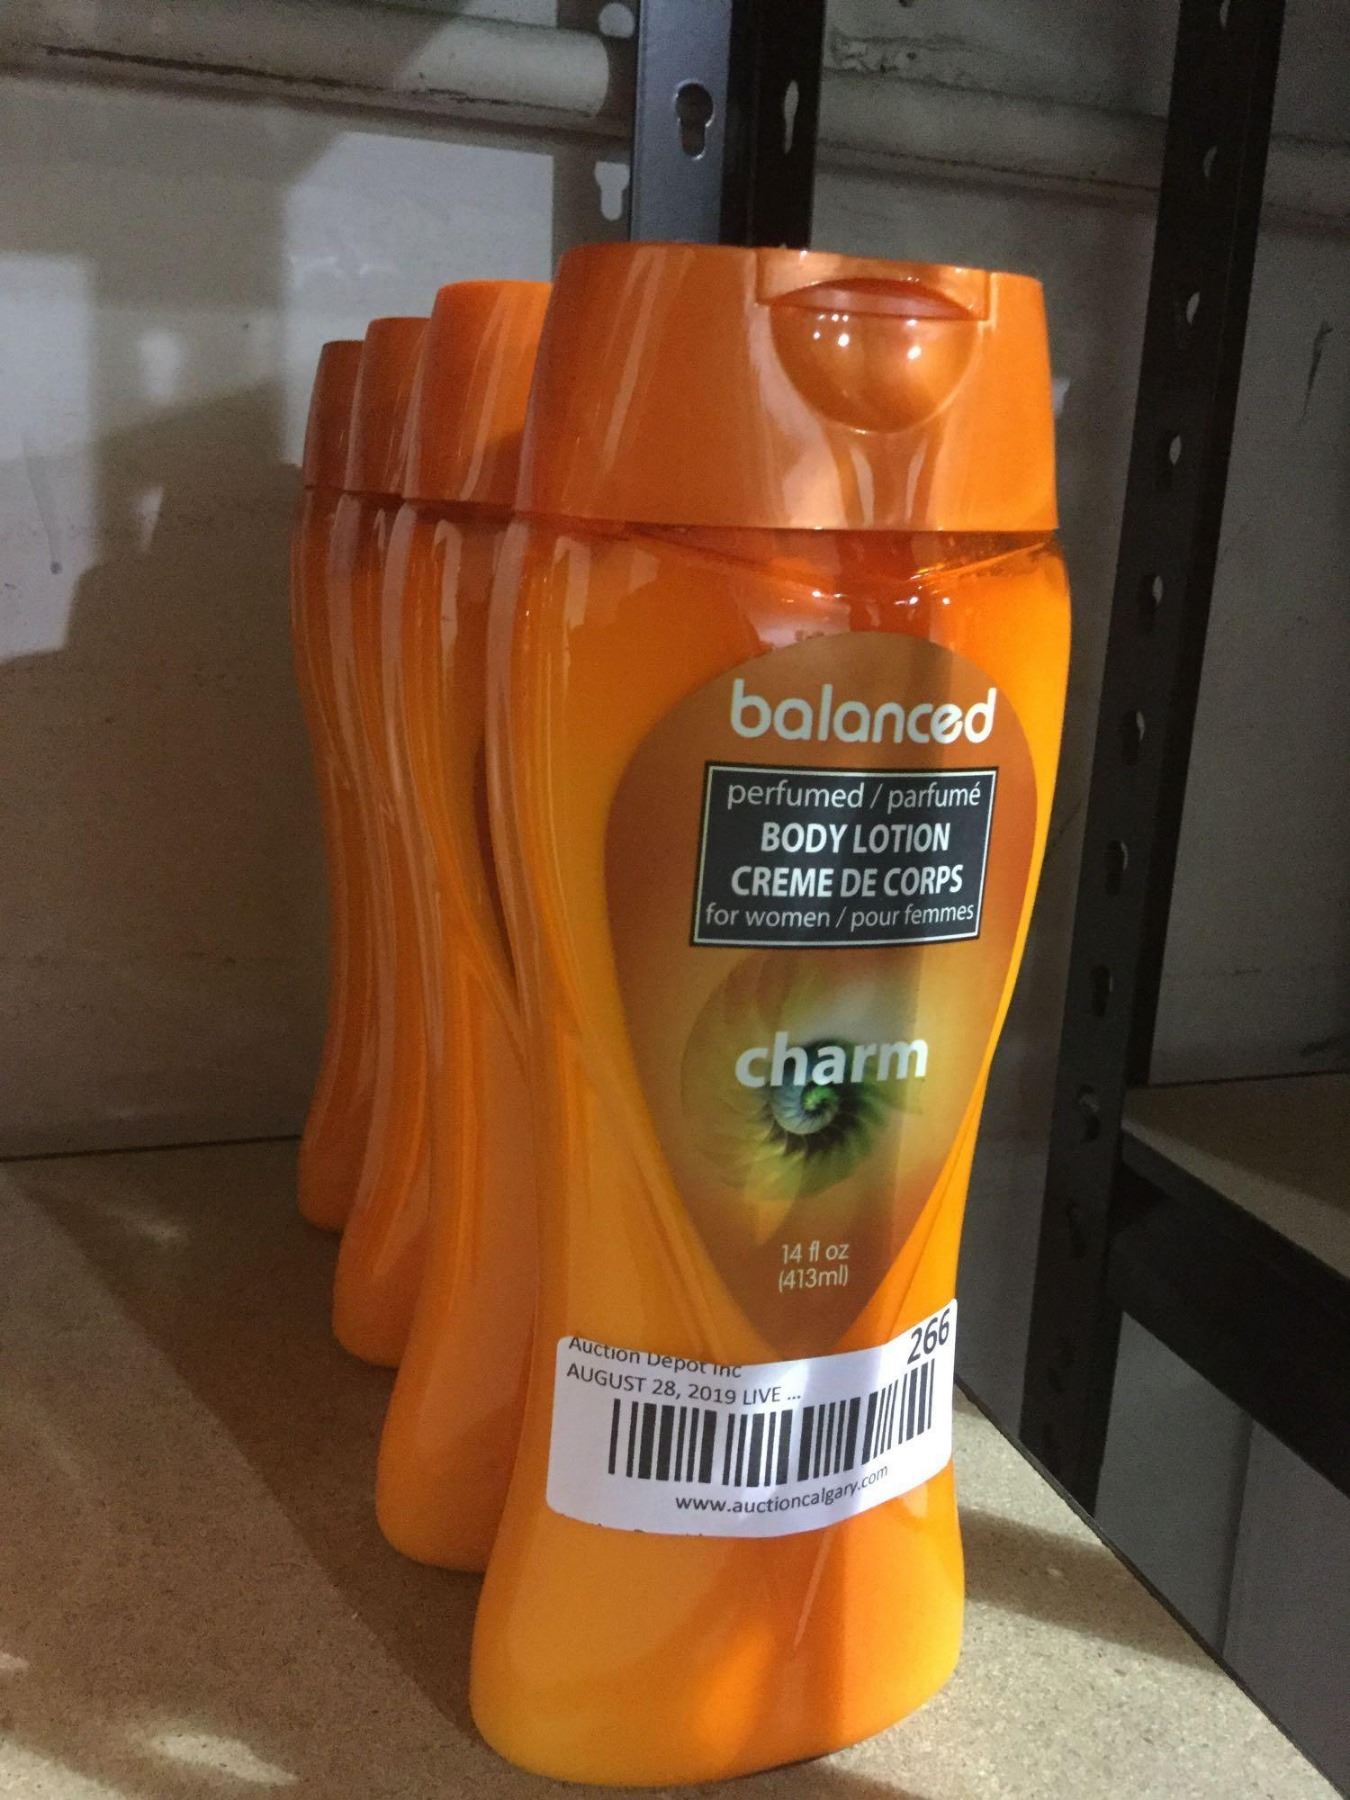 balanced
perfumed / parfumé
BODY LOTION
CREME DE CORPS
for women / pour femmes
charm
14 fl oz
(413ml)
266
Auction Depot Inc
AUGUST 28, 2019 LIVE ...
www.auctioncalgary.com